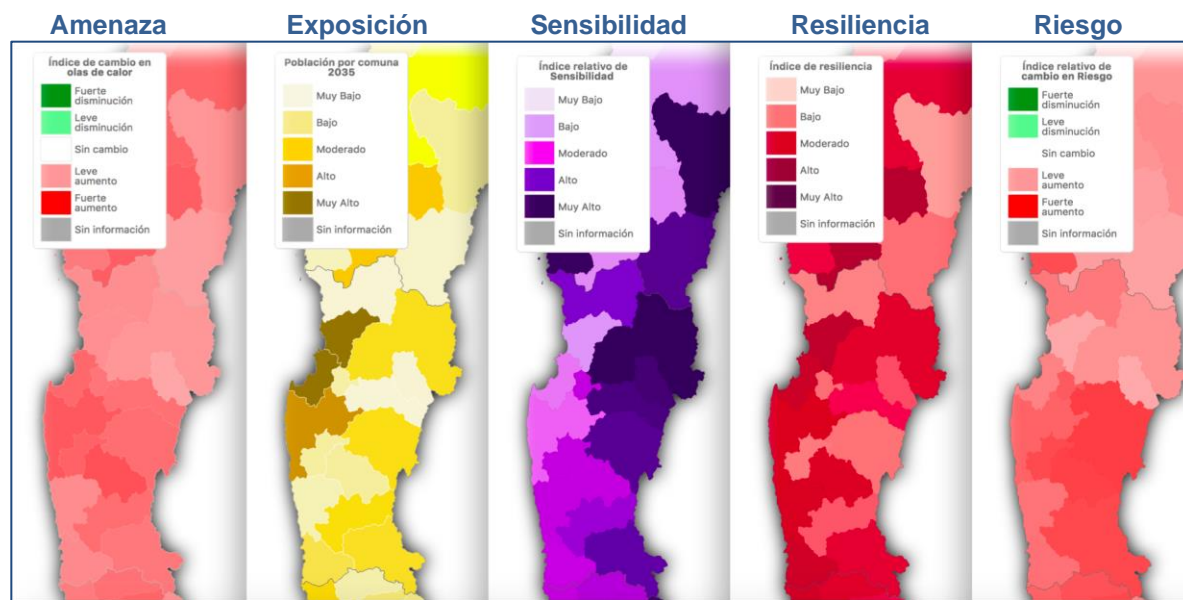 Amenaza
Exposición
Sensibilidad
Resiliencia
Riesgo
Índice de cambio en
olas de calor
Fuerte
disminución
Leve
disminución
Sin cambio
Leve
aumento
Fuerte
aumento
Sin información
Población por comuna
2035
Muy Bajo
Bajo
Moderado
Alto
Muy Alto
Sin información
Índice relativo de
Sensibilidad
Muy Bajo
Bajo
Moderado
Alto
Muy Alto
Sin información
Índice de resiliencia
Muy Bajo
Bajo
Moderado
Alto
Muy Alto
Sin información
Índice relativo de
cambio en Riesgo
Fuerte
disminución
Leve
disminución
Sin cambio
Leve
aumento
Fuerte
aumento
Sin información